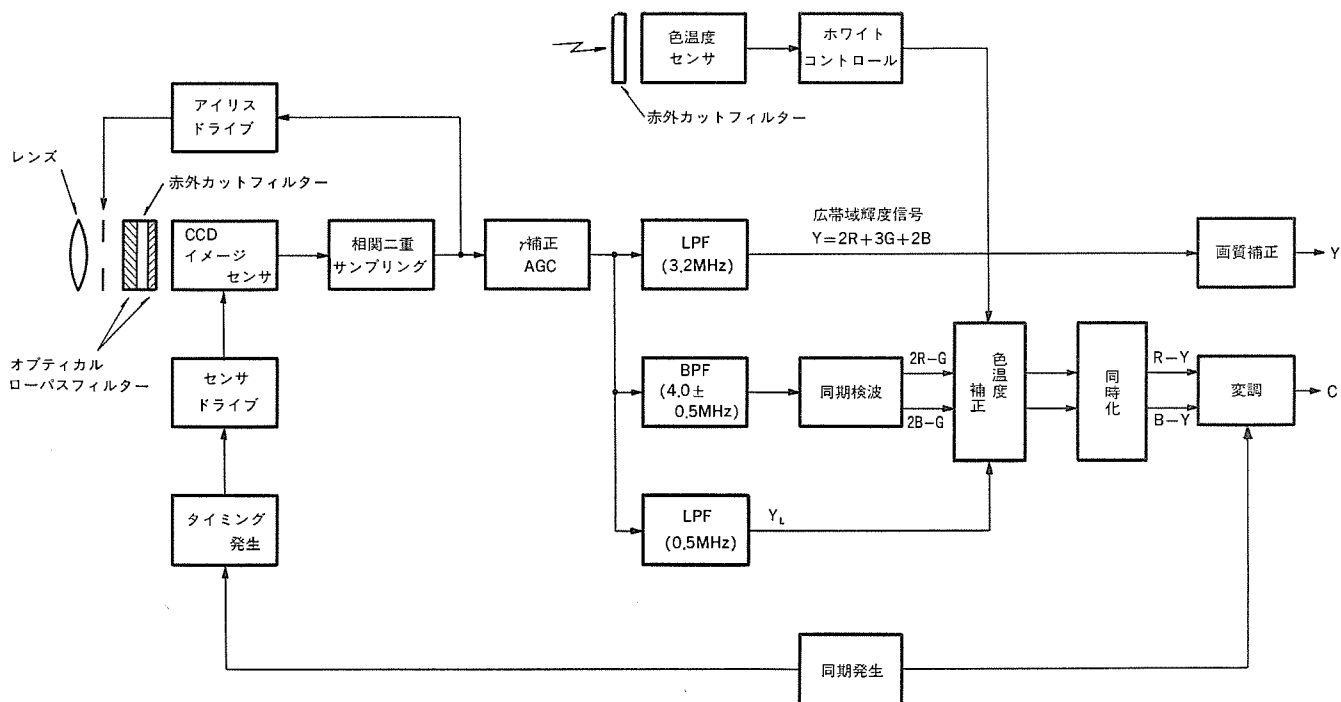 色温度
センサ
ホワイト
コントロール
赤外カットフィルター
アイリス
ドライブ
レンズ
赤外カットフィルター
CCD
イメージ
センサ
相関二重
サンプリング
γ補正
AGC
LPF
(3.2MHz)
広帯域輝度信号
Y=2R+3G+2B
画質補正
Y
オプティカル
ローパスフィルター
センサ
ドライブ
BPF
(4.0±
0.5MHz)
同期検波
2R-G
2B-G
色温度
補正
同時化
R-Y
B-Y
変調
C
タイミング
発生
LPF
(0.5MHz)
YL
同期発生